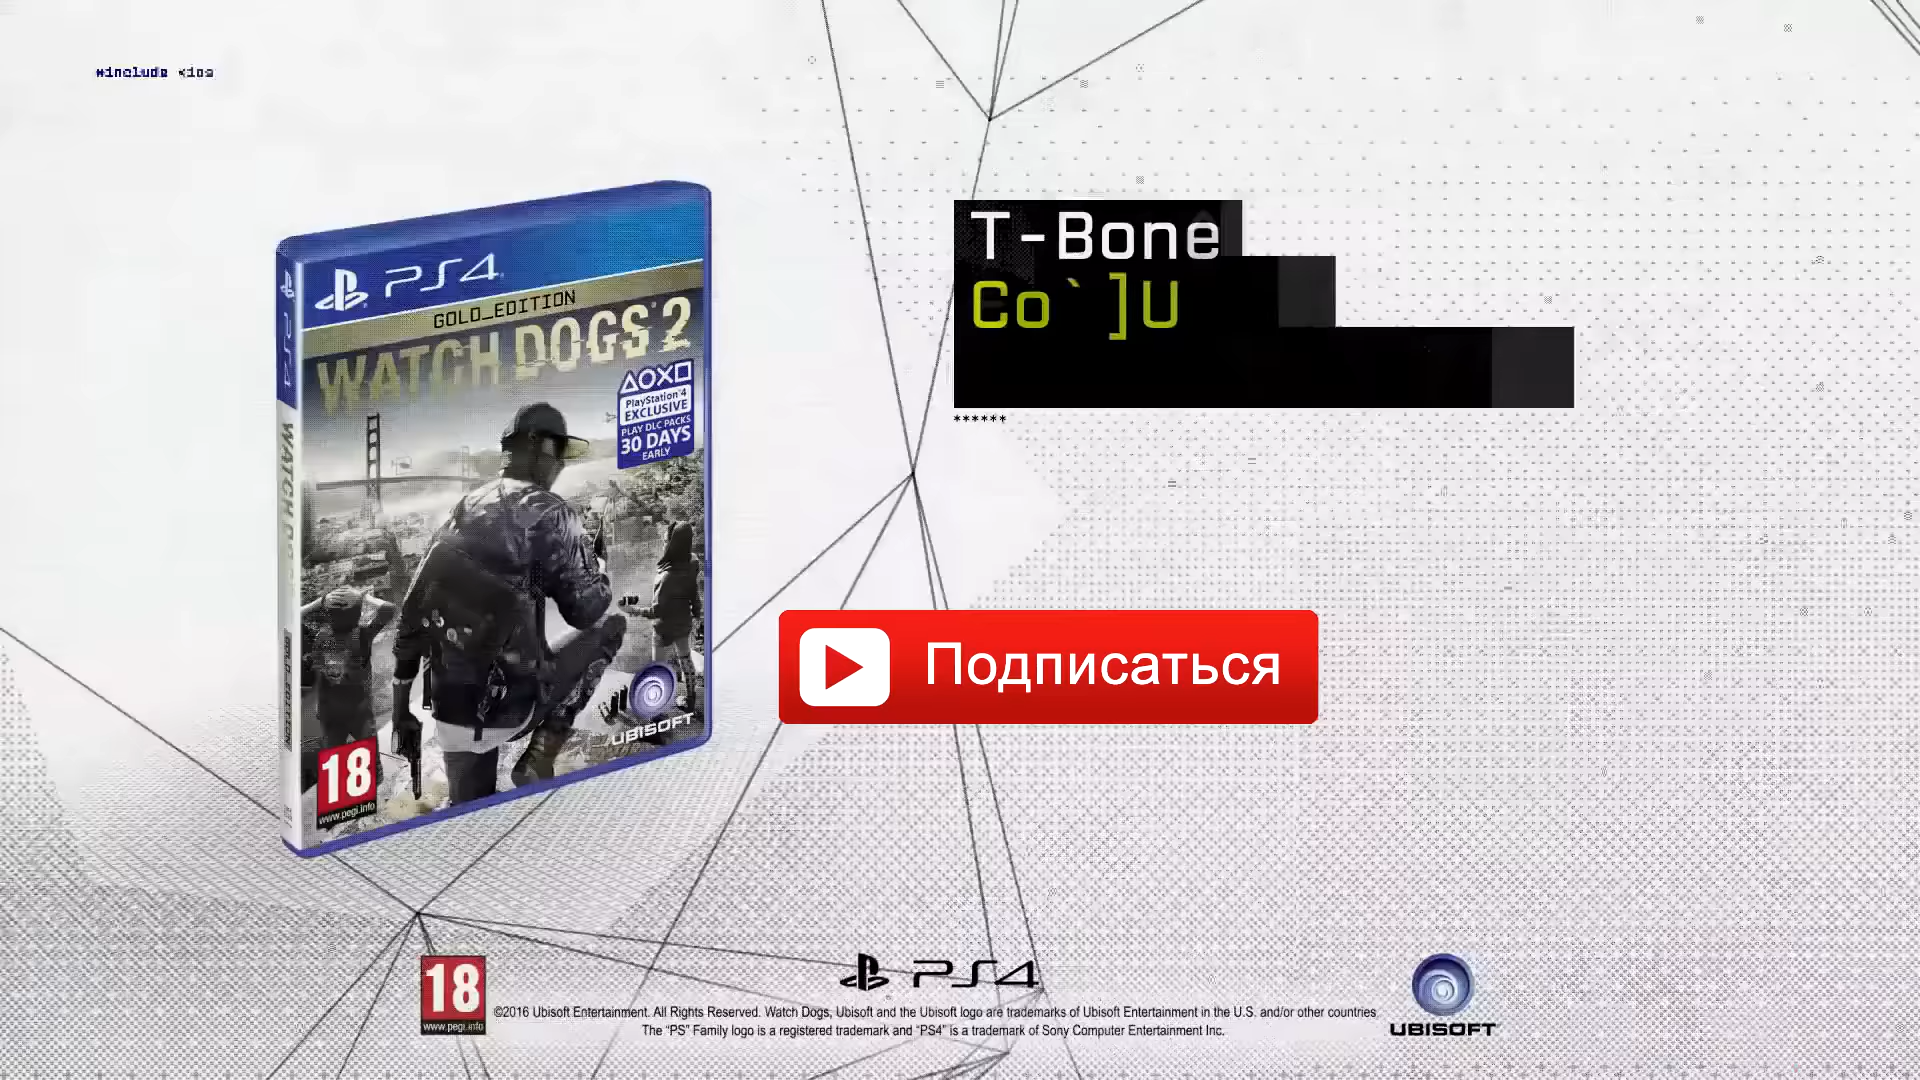 #include <ios
T-Bone
Co`]U
******
PS4
GOLD_EDITION
WATCH DOGS 2
PlayStation 4
EXCLUSIVE
PLAY DLC PACKS
30 DAYS
EARLY
PS4
UBISOFT
18
www.pegi.info
Подписаться
18
www.pegi.info
PS4
©2016 Ubisoft Entertainment. All Rights Reserved. Watch Dogs, Ubisoft and the Ubisoft logo are trademarks of Ubisoft Entertainment in the U.S. and/or other countries.
The “PS” Family logo is a registered trademark and “PS4” is a trademark of Sony Computer Entertainment Inc.
UBISOFT